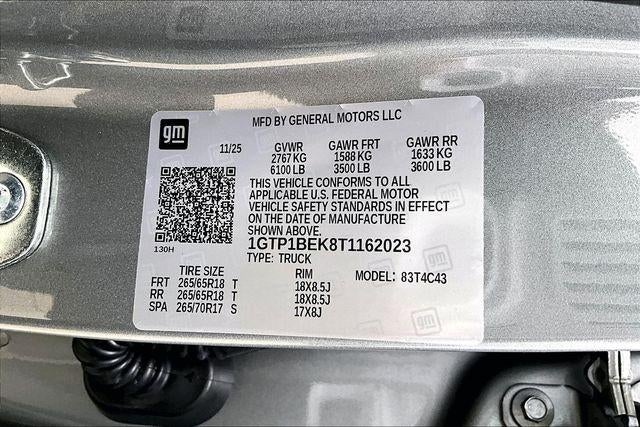 gm
MFD BY GENERAL MOTORS LLC
11/25 GVWR GAWR FRT GAWR RR
2767 KG 1588 KG 1633 KG
6100 LB 3500 LB 3600 LB
THIS VEHICLE CONFORMS TO ALL
APPLICABLE U.S. FEDERAL MOTOR
VEHICLE SAFETY STANDARDS IN EFFECT
ON THE DATE OF MANUFACTURE
SHOWN ABOVE.
130H
1GTP1BEK8T1162023
TYPE: TRUCK
TIRE SIZE RIM MODEL: 83T4C43
FRT 265/65R18 T 18X8.5J
RR 265/65R18 T 18X8.5J
SPA 265/70R17 S 17X8J